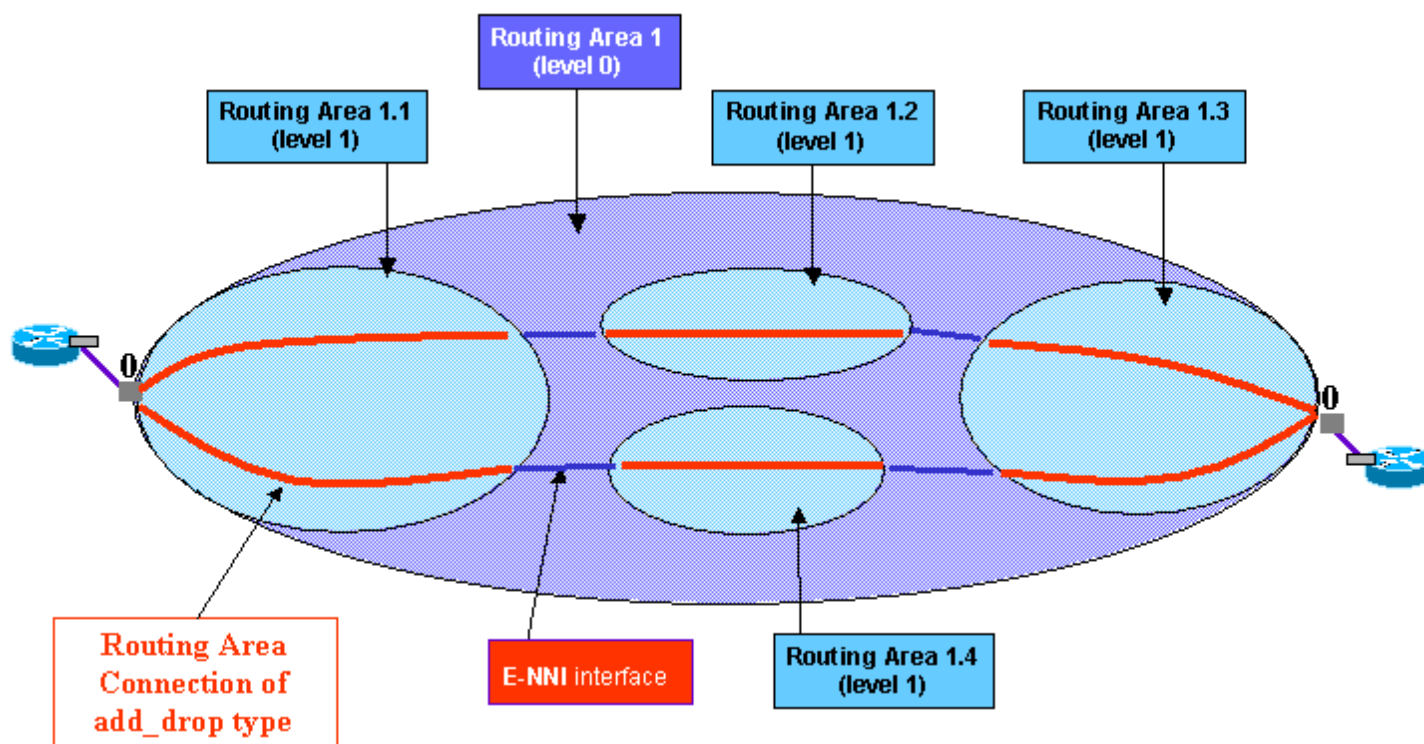 Routing Area 1
(level 0)
Routing Area 1.1
(level 1)
Routing Area 1.2
(level 1)
Routing Area 1.3
(level 1)
0
0
Routing Area
Connection of
add_drop type
E-NNI interface
Routing Area 1.4
(level 1)